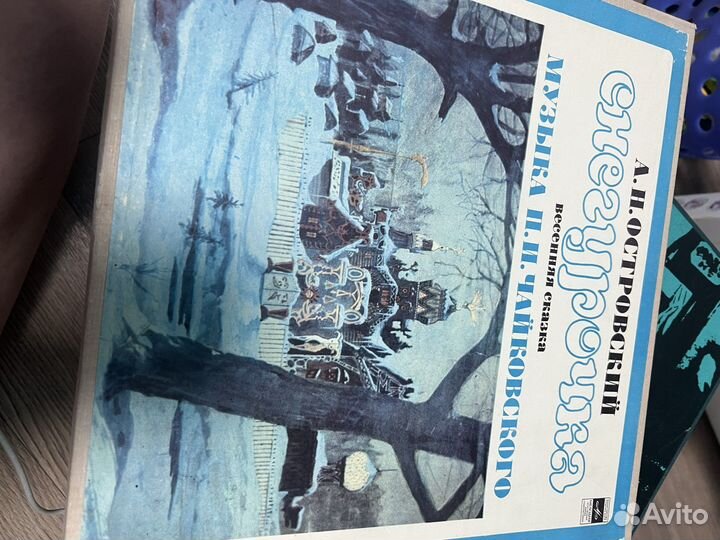 А.Н.ОСТРОВСКИЙ
СНЕГУРОЧКА
весенняя сказка
МУЗЫКА П.И.ЧАЙКОВСКОГО
Avito